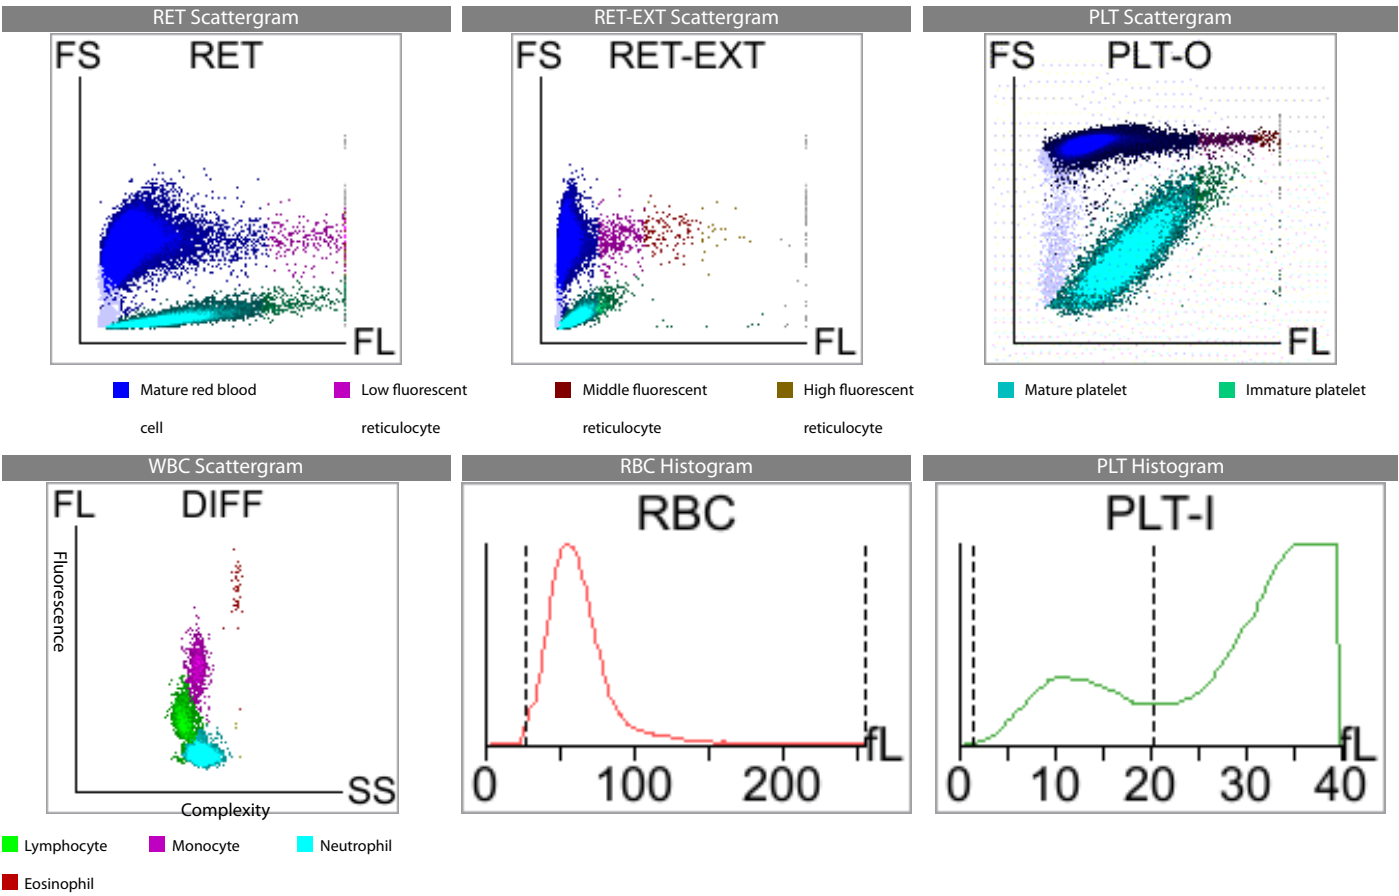 RET Scattergram
RET-EXT Scattergram
PLT Scattergram
FS RET
FL
FS RET-EXT
FL
FS PLT-O
FL
Mature red blood cell
Low fluorescent reticulocyte
Middle fluorescent reticulocyte
High fluorescent reticulocyte
Mature platelet
Immature platelet
WBC Scattergram
RBC Histogram
PLT Histogram
FL DIFF
Fluorescence
SS
Complexity
RBC
fL
0 100 200
PLT-I
fL
0 10 20 30 40
Lymphocyte
Monocyte
Neutrophil
Eosinophil